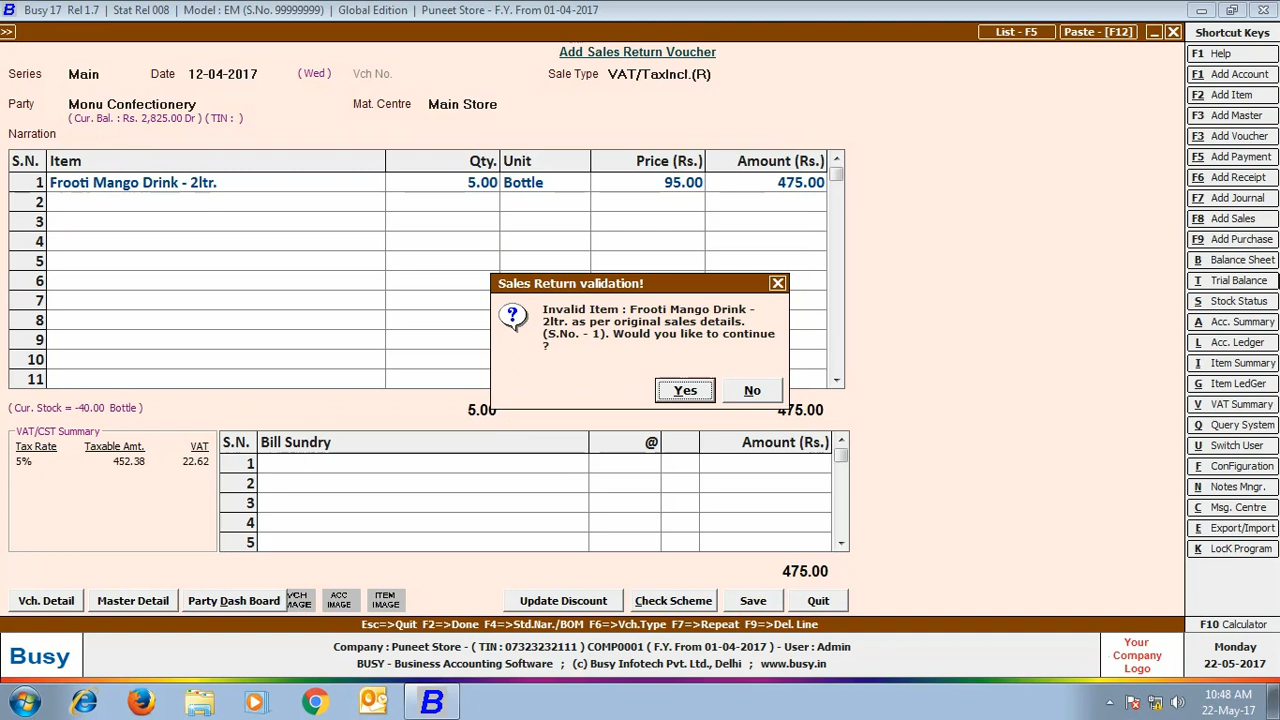 Busy 17 Rel 1.7 | Stat Rel 008 | Model : EM (S.No. 99999999) | Global Edition | Puneet Store - F.Y. From 01-04-2017
>> List - F5 Paste - [F12] Shortcut Keys
Add Sales Return Voucher
Series Main Date 12-04-2017 (Wed) Vch No. Sale Type VAT/TaxIncl.(R)
Party Monu Confectionery Mat. Centre Main Store
( Cur. Bal. : Rs. 2,825.00 Dr ) ( TIN : )
Narration
S.N. Item Qty. Unit Price (Rs.) Amount (Rs.)
1 Frooti Mango Drink - 2ltr. 5.00 Bottle 95.00 475.00
2
3
4
5
6
7
8
9
10
11
Sales Return validation!
Invalid Item : Frooti Mango Drink -
2ltr. as per original sales details.
(S.No. - 1). Would you like to continue
?
Yes No
( Cur. Stock = -40.00 Bottle ) 5.00 475.00
VAT/CST Summary
Tax Rate Taxable Amt. VAT
5% 452.38 22.62
S.N. Bill Sundry @ Amount (Rs.)
1
2
3
4
5
475.00
Vch. Detail Master Detail Party Dash Board VCH IMAGE ACC IMAGE ITEM IMAGE Update Discount Check Scheme Save Quit
Esc=>Quit F2=>Done F4=>Std.Nar./BOM F6=>Vch.Type F7=>Repeat F9=>Del. Line
F1 Help
F1 Add Account
F2 Add Item
F3 Add Master
F3 Add Voucher
F5 Add Payment
F6 Add Receipt
F7 Add Journal
F8 Add Sales
F9 Add Purchase
B Balance Sheet
T Trial Balance
S Stock Status
A Acc. Summary
L Acc. Ledger
I Item Summary
G Item LedGer
V VAT Summary
Q Query System
U Switch User
F ConFiguration
N Notes Mngr.
C Msg. Centre
E Export/Import
K LocK Program
F10 Calculator
Busy
Company : Puneet Store - ( TIN : 07323232111 ) COMP0001 ( F.Y. From 01-04-2017 ) - User : Admin
BUSY - Business Accounting Software ; (c) Busy Infotech Pvt. Ltd., Delhi ; www.busy.in
Your
Company
Logo
Monday
22-05-2017
10:48 AM
22-May-17